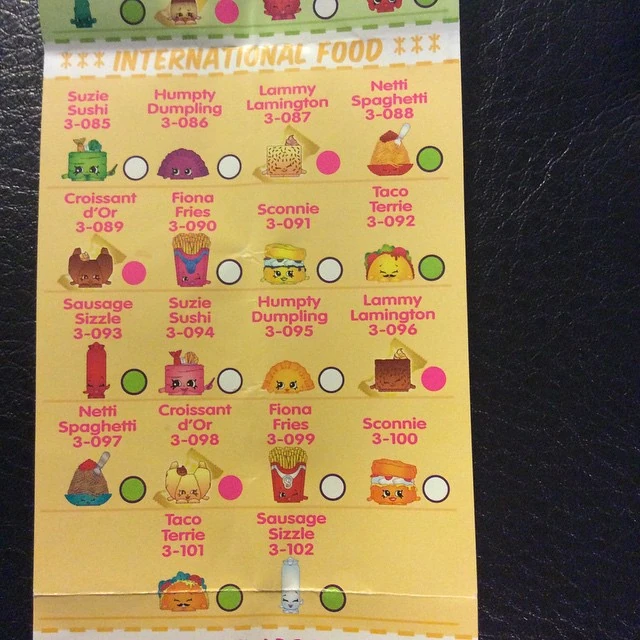 *** INTERNATIONAL FOOD ***
Suzie
Sushi
3-085
Humpty
Dumpling
3-086
Lammy
Lamington
3-087
Netti
Spaghetti
3-088
Croissant
d'Or
3-089
Fiona
Fries
3-090
Sconnie
3-091
Taco
Terrie
3-092
Sausage
Sizzle
3-093
Suzie
Sushi
3-094
Humpty
Dumpling
3-095
Lammy
Lamington
3-096
Netti
Spaghetti
3-097
Croissant
d'Or
3-098
Fiona
Fries
3-099
Sconnie
3-100
Taco
Terrie
3-101
Sausage
Sizzle
3-102